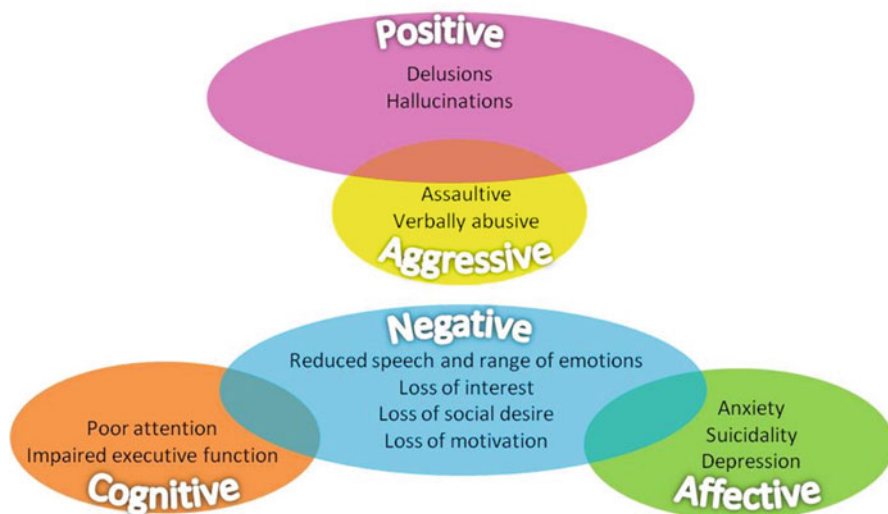 Positive
Delusions
Hallucinations
Assaultive
Verbally abusive
Aggressive
Negative
Reduced speech and range of emotions
Loss of interest
Loss of social desire
Loss of motivation
Poor attention
Impaired executive function
Cognitive
Anxiety
Suicidality
Depression
Affective